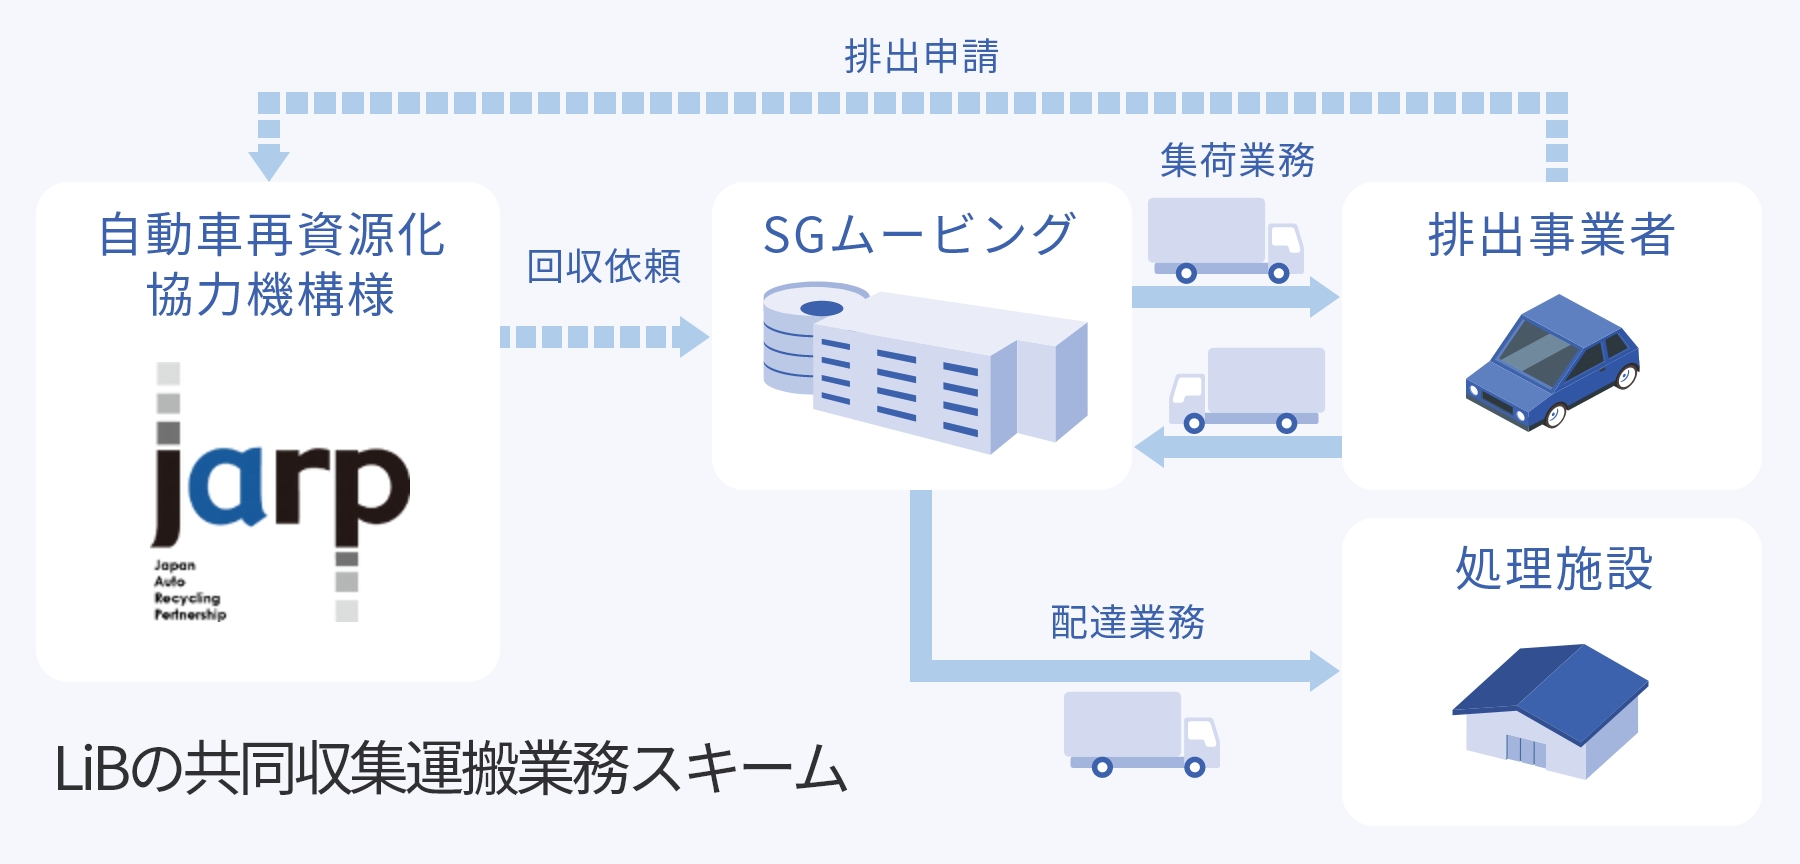 排出申請
集荷業務
自動車再資源化
協力機構様
回収依頼
SGムービング
排出事業者
jarp
Japan
Auto
Recycling
Partnership
処理施設
配達業務
LiBの共同収集運搬業務スキーム